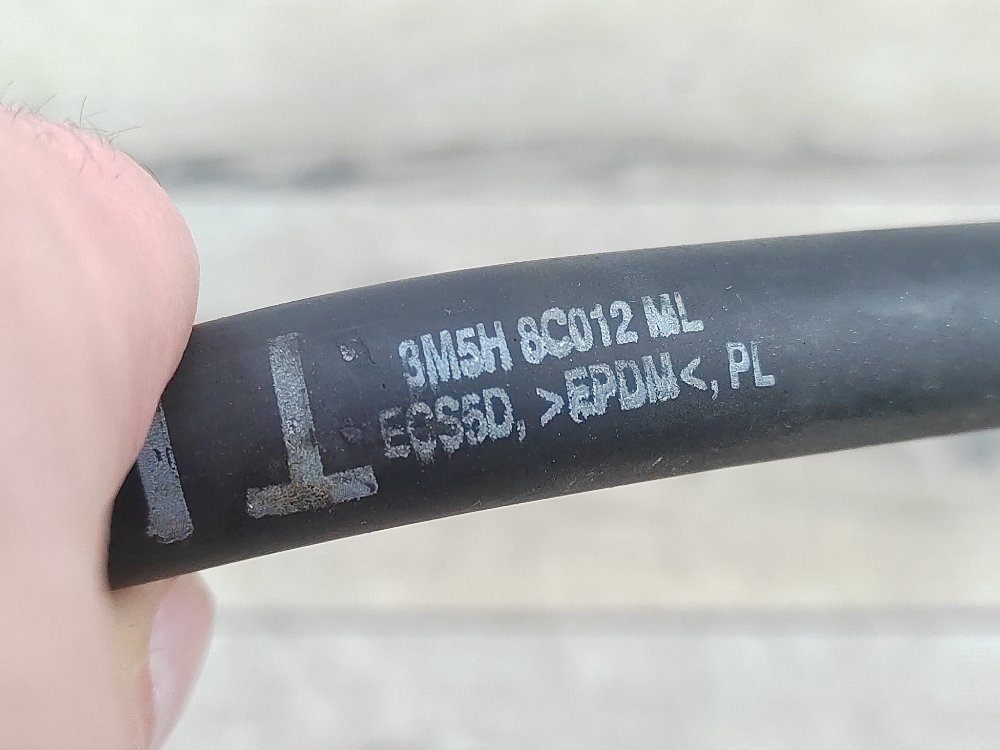 3M5H 8C012 ML
ECS5D, >EPDM<, PL